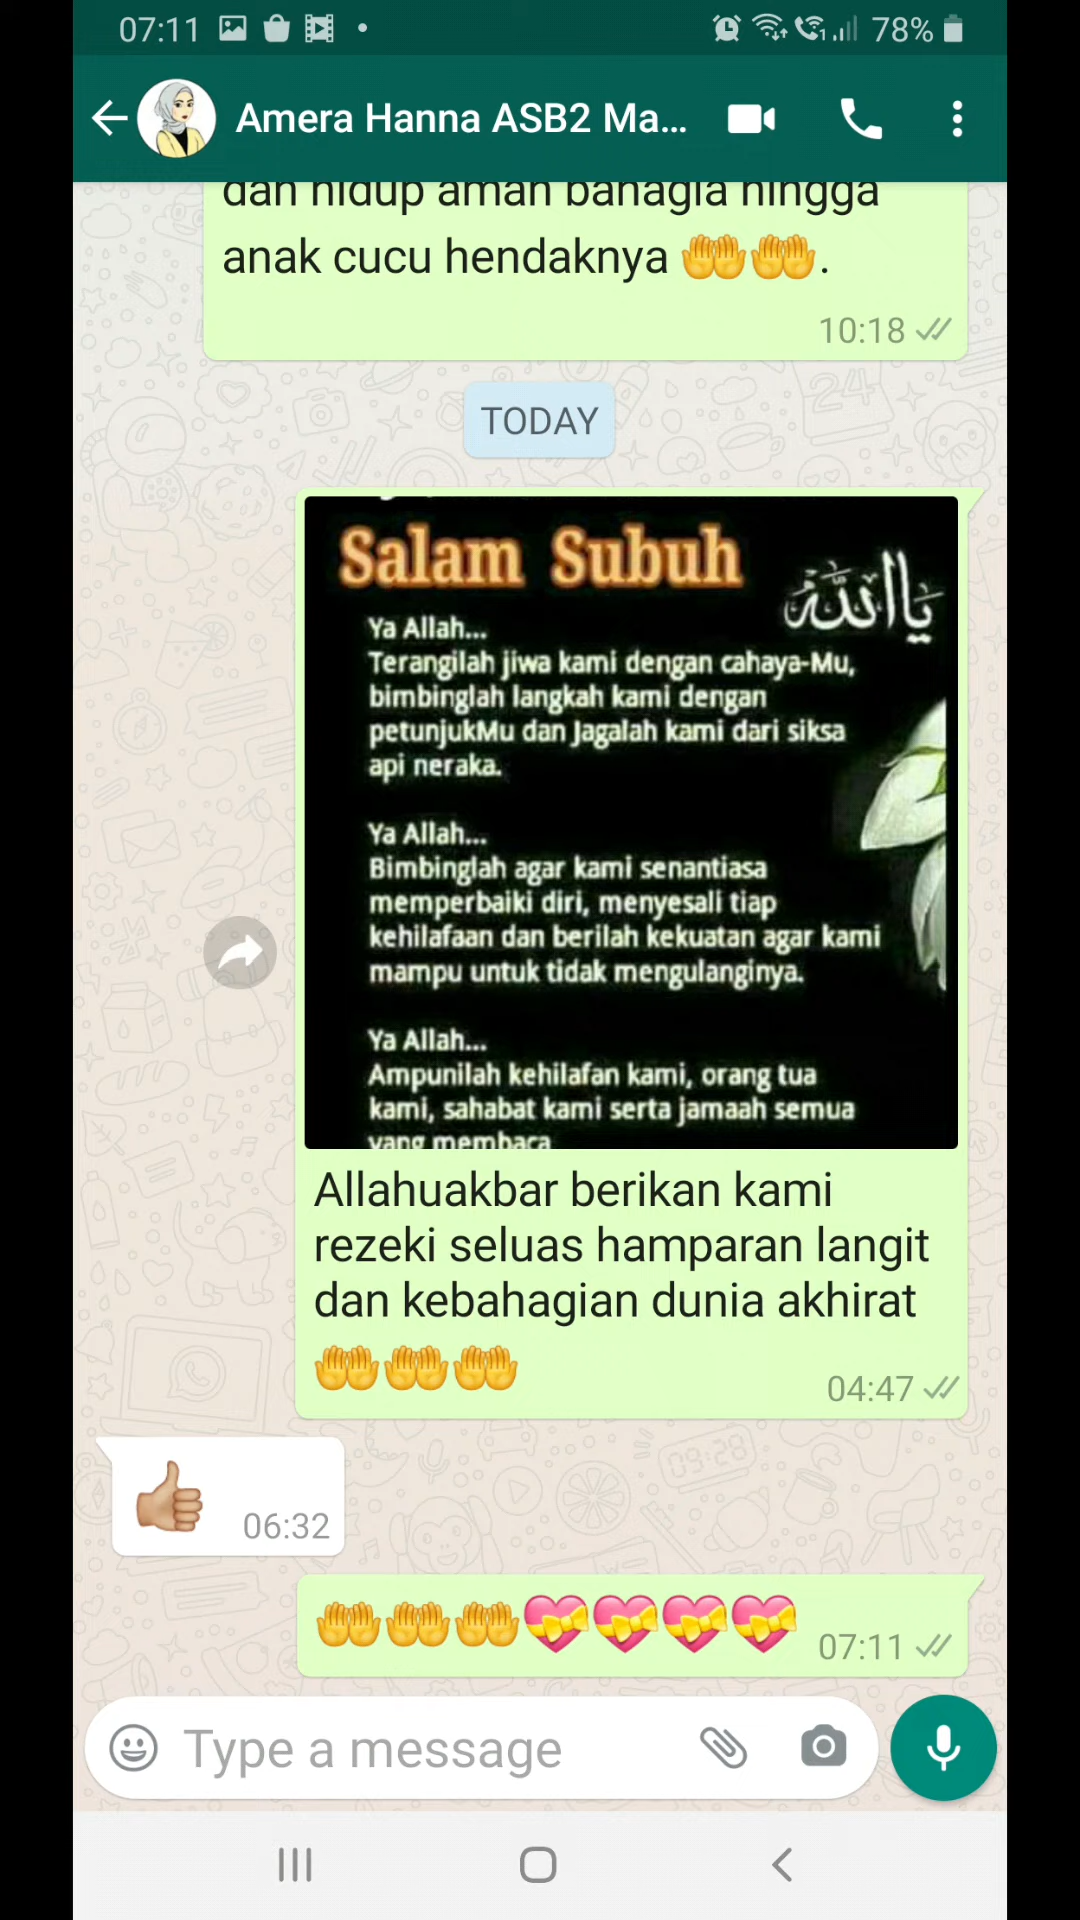 07:11 78%
Amera Hanna ASB2 Ma...
dan hidup aman bahagia hingga
anak cucu hendaknya 🤲🤲.
10:18
TODAY
Salam Subuh
ياالله
Ya Allah...
Terangilah jiwa kami dengan cahaya-Mu,
bimbinglah langkah kami dengan
petunjukMu dan Jagalah kami dari siksa
api neraka.
Ya Allah...
Bimbinglah agar kami senantiasa
memperbaiki diri, menyesali tiap
kehilafaan dan berilah kekuatan agar kami
mampu untuk tidak mengulanginya.
Ya Allah...
Ampunilah kehilafan kami, orang tua
kami, sahabat kami serta jamaah semua
yang membaca
Allahuakbar berikan kami
rezeki seluas hamparan langit
dan kebahagian dunia akhirat
🤲🤲🤲
04:47
👍🏼 06:32
🤲🤲🤲💝💝💝💝 07:11
Type a message